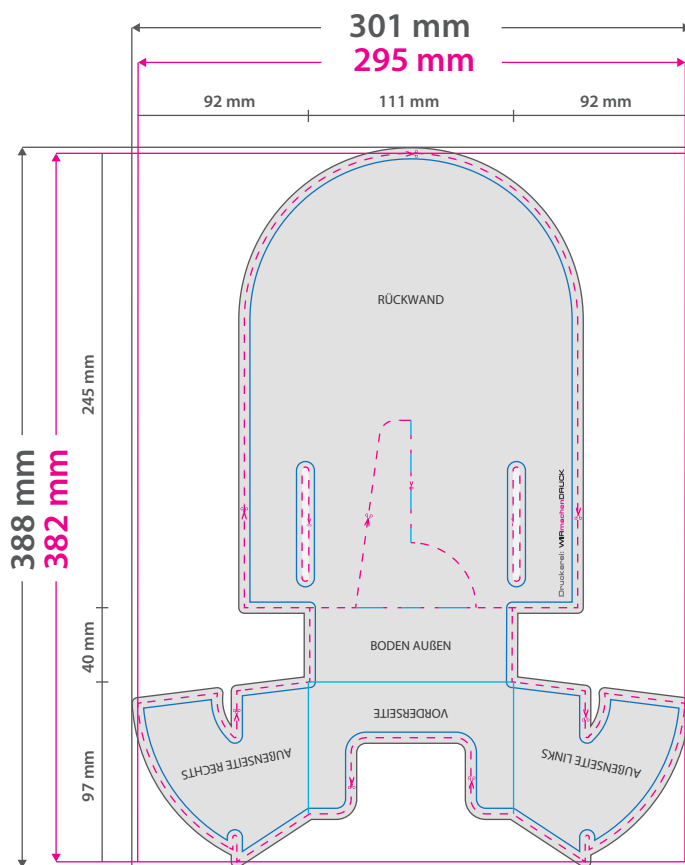 301 mm
295 mm
92 mm
111 mm
92 mm
RÜCKWAND
245 mm
388 mm
382 mm
Druckerei: WIRmachenDRUCK
40 mm
BODEN AUßEN
VORDERSEITE
AUßENSEITE RECHTS
AUßENSEITE LINKS
97 mm